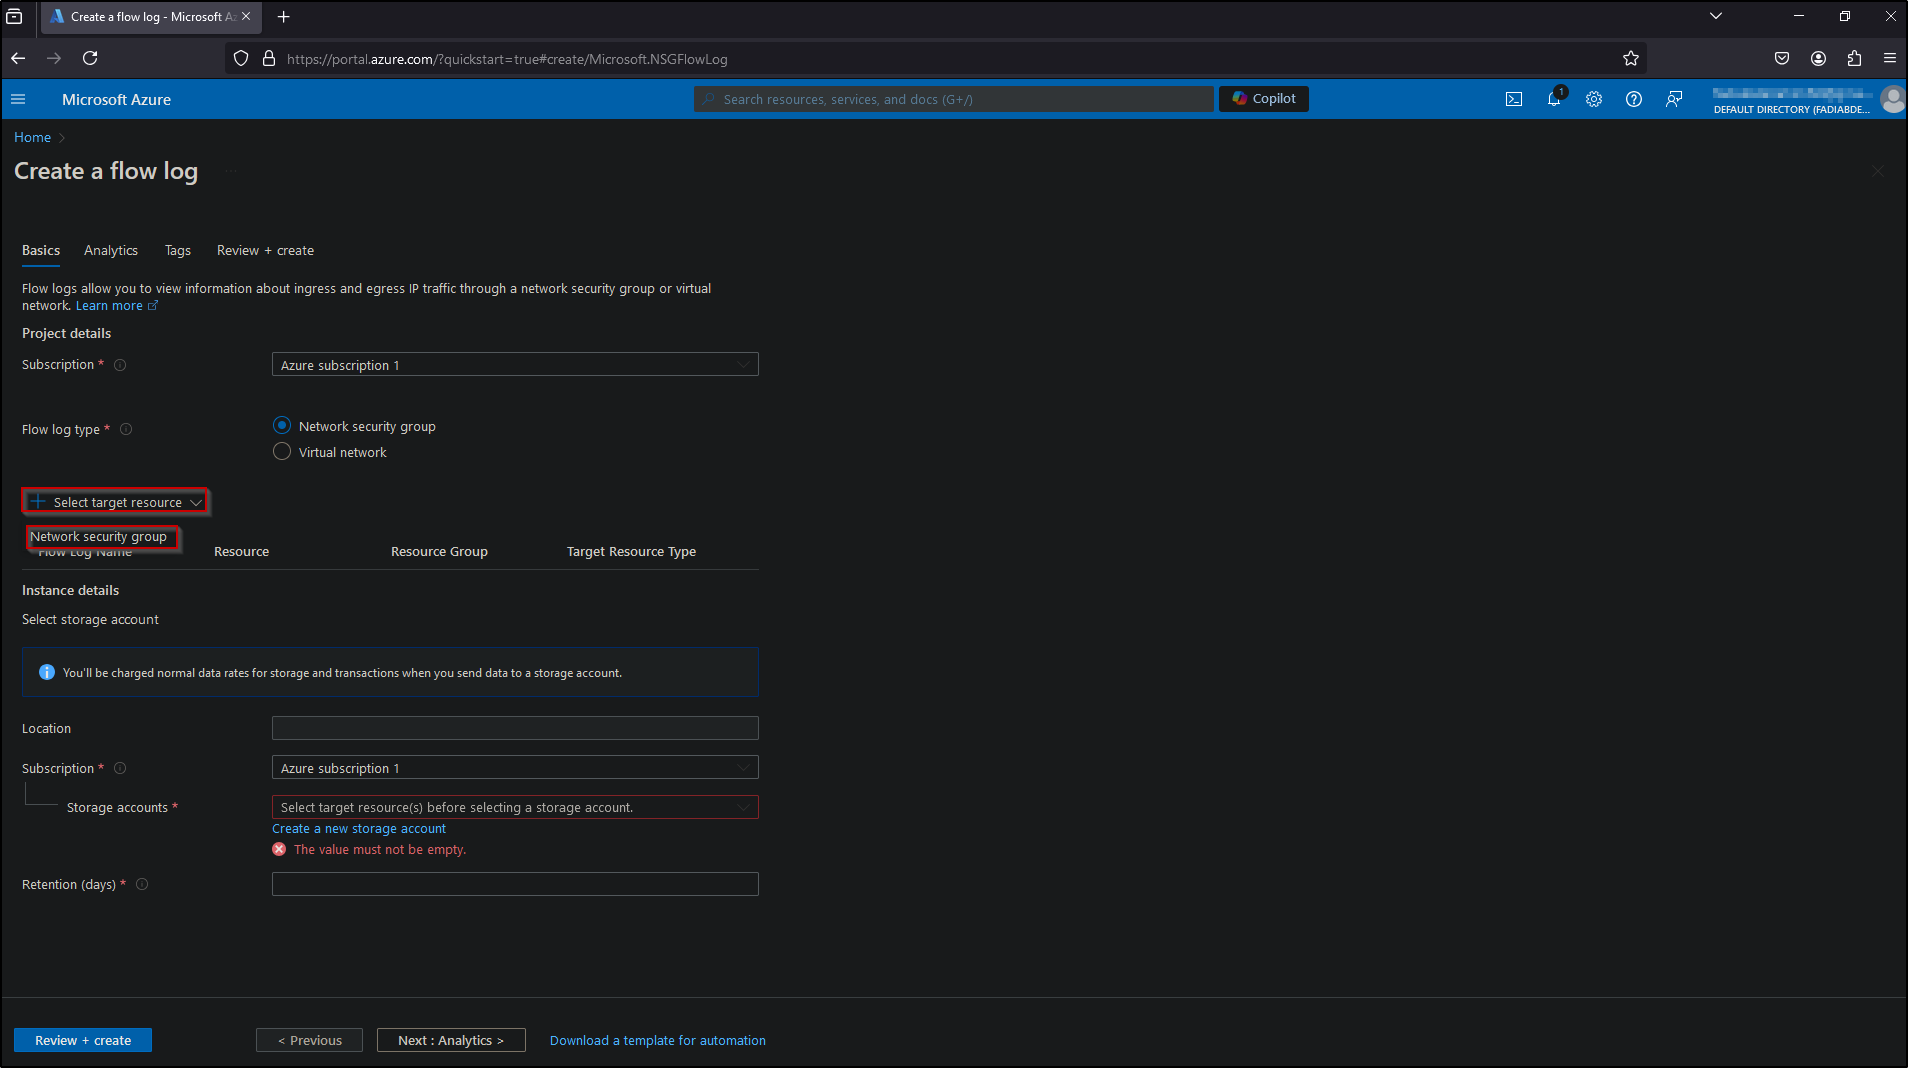 Create a flow log - Microsoft Az
https://portal.azure.com/?quickstart=true#create/Microsoft.NSGFlowLog
Microsoft Azure
Search resources, services, and docs (G+/)
Copilot
1
DEFAULT DIRECTORY (FADIABDE...
Home
Create a flow log
...
Basics
Analytics
Tags
Review + create
Flow logs allow you to view information about ingress and egress IP traffic through a network security group or virtual
network. Learn more
Project details
Subscription *
Azure subscription 1
Flow log type *
Network security group
Virtual network
Select target resource
Network security group
Flow Log Name
Resource
Resource Group
Target Resource Type
Instance details
Select storage account
You'll be charged normal data rates for storage and transactions when you send data to a storage account.
Location
Subscription *
Azure subscription 1
Storage accounts *
Select target resource(s) before selecting a storage account.
Create a new storage account
The value must not be empty.
Retention (days) *
Review + create
< Previous
Next : Analytics >
Download a template for automation